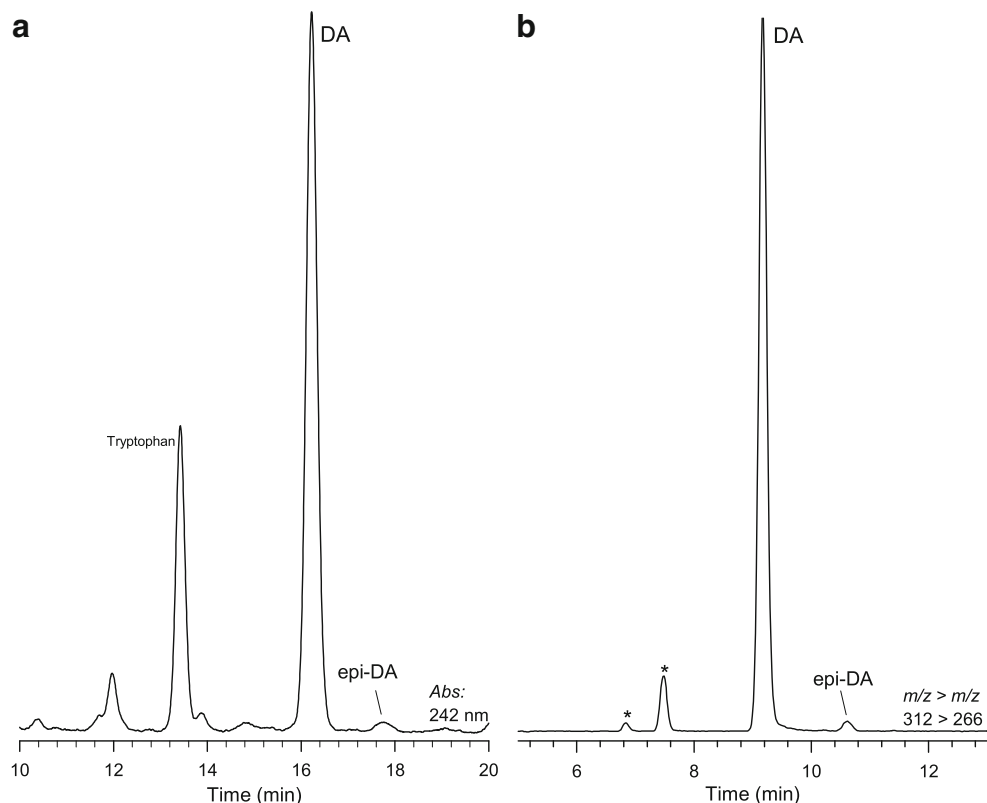 a
DA
Tryptophan
epi-DA
Abs:
242 nm
10 12 14 16 18 20
Time (min)
b
DA
*
*
epi-DA
m/z > m/z
312 > 266
6 8 10 12
Time (min)